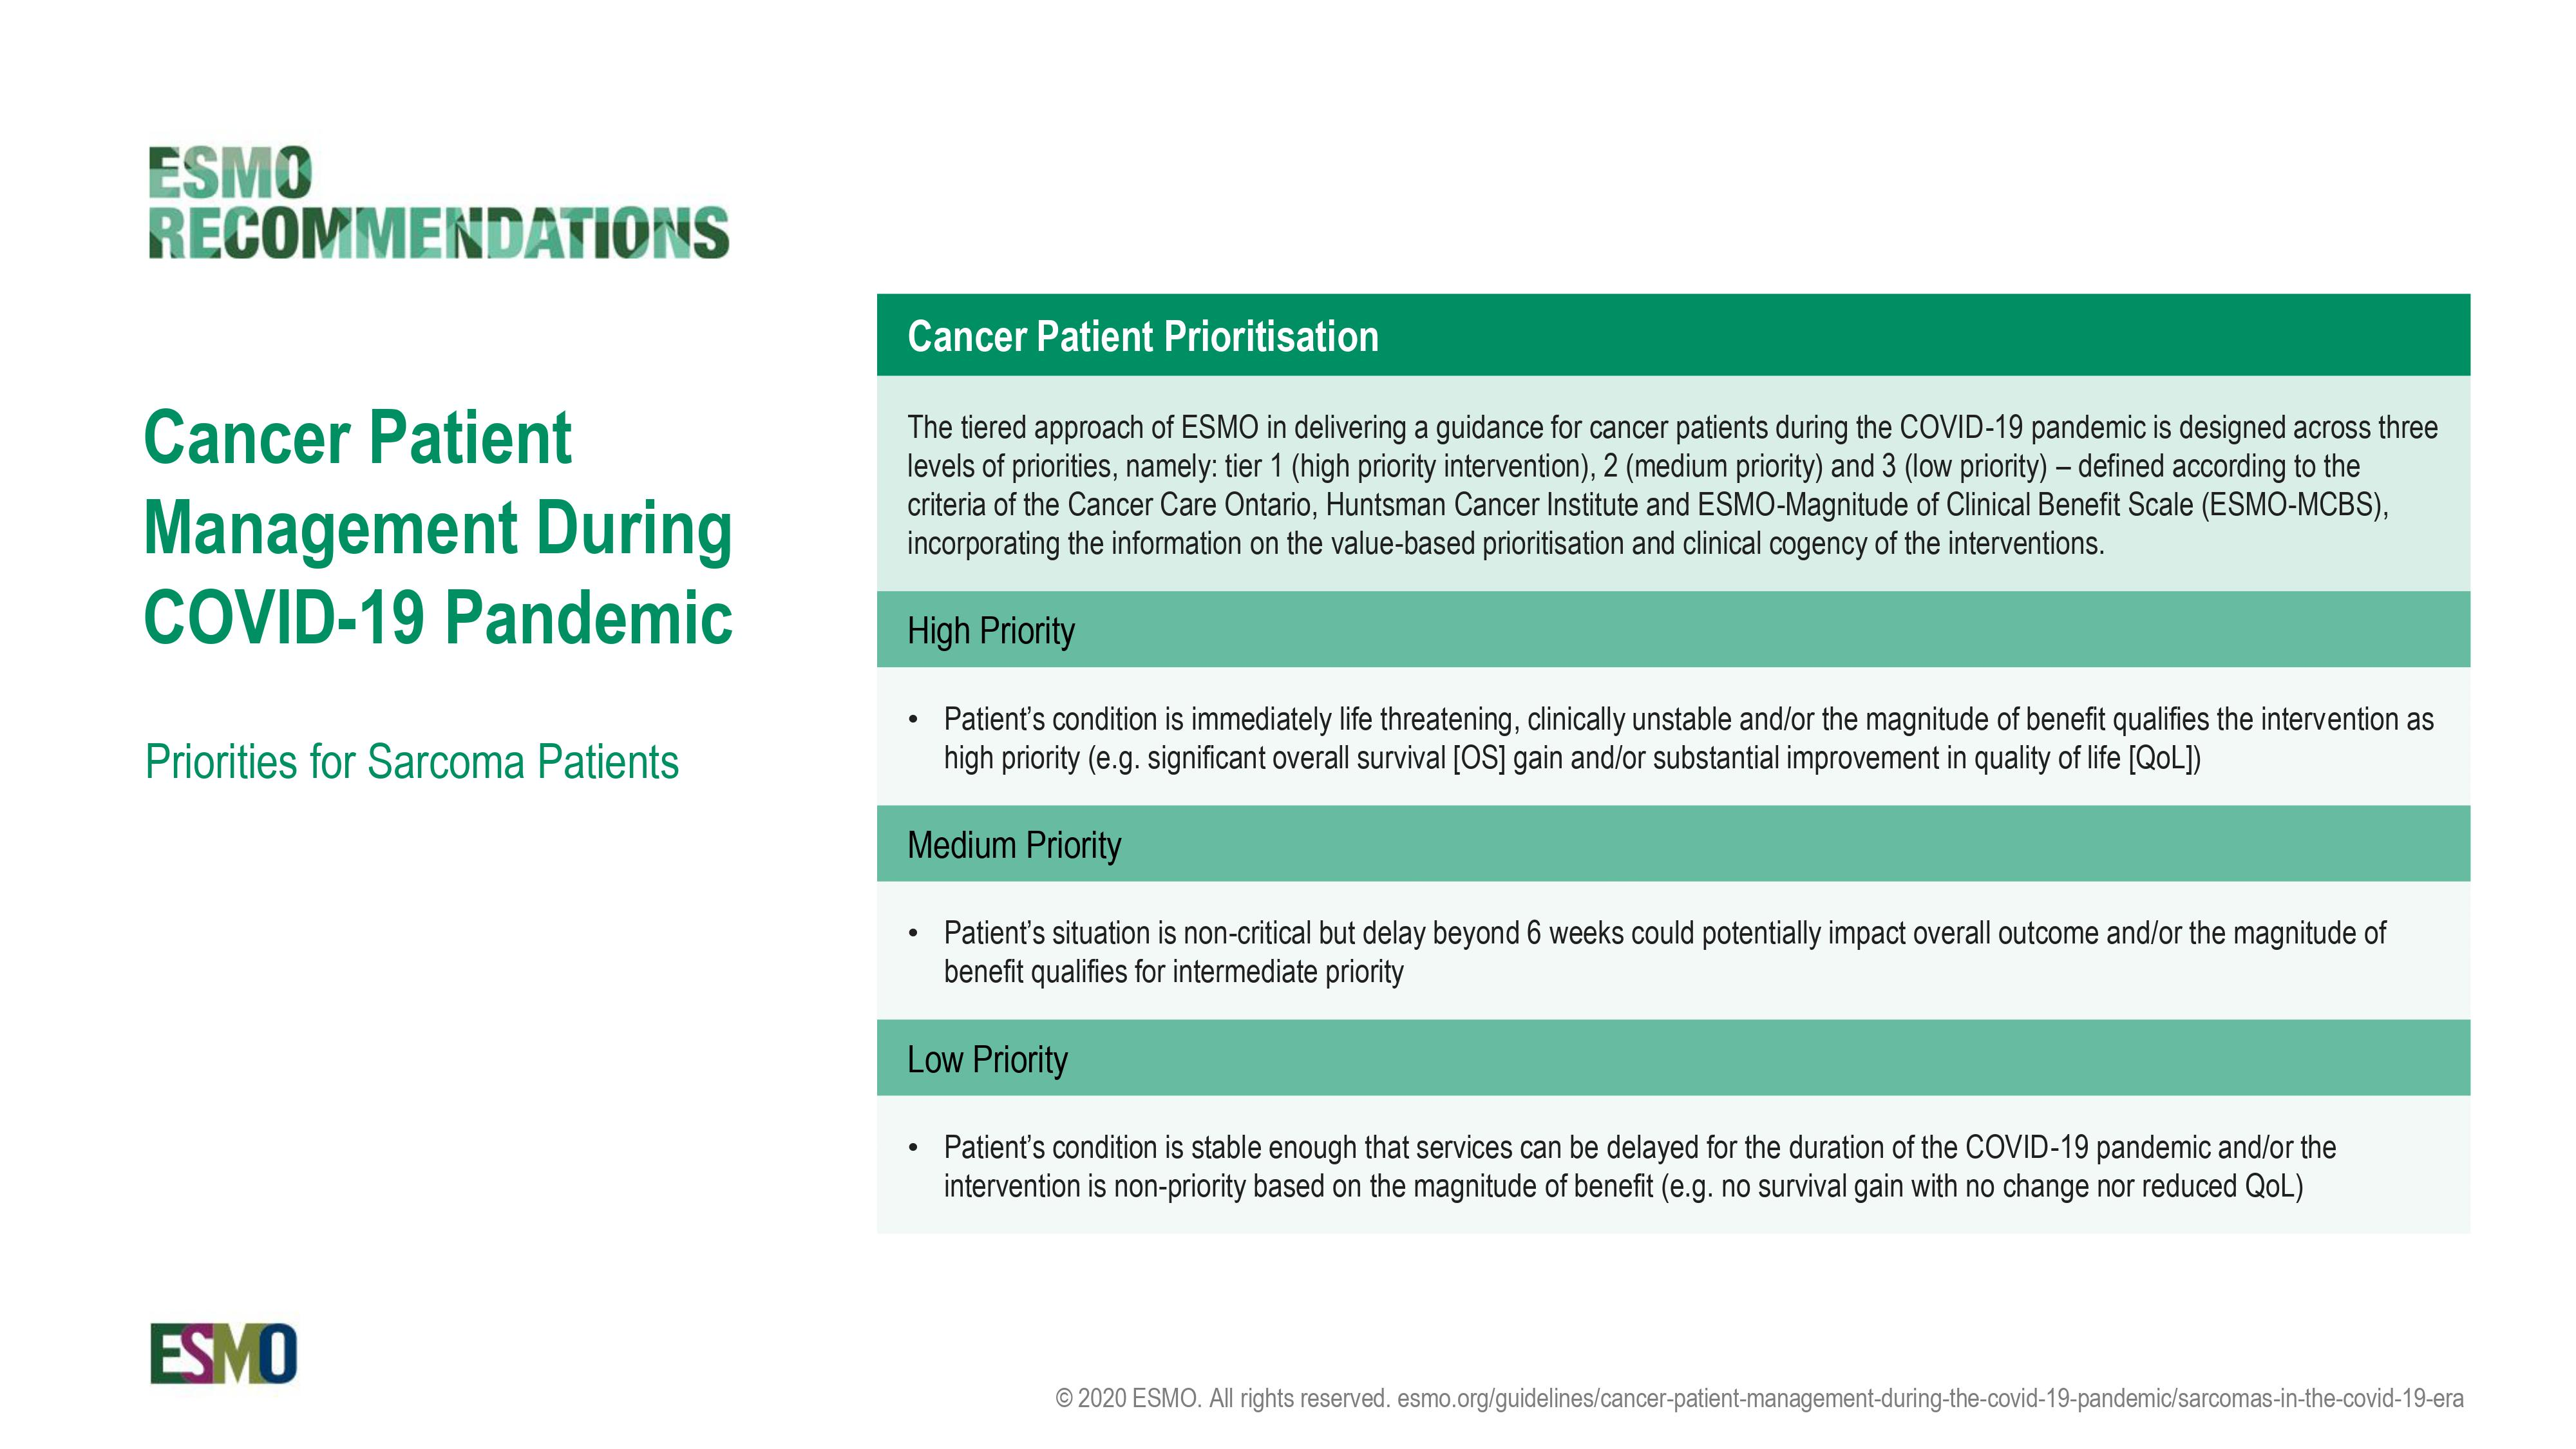 ESMO
RECOMMENDATIONS
Cancer Patient
Management During
COVID-19 Pandemic
Priorities for Sarcoma Patients
Cancer Patient Prioritisation
The tiered approach of ESMO in delivering a guidance for cancer patients during the COVID-19 pandemic is designed across three
levels of priorities, namely: tier 1 (high priority intervention), 2 (medium priority) and 3 (low priority) – defined according to the
criteria of the Cancer Care Ontario, Huntsman Cancer Institute and ESMO-Magnitude of Clinical Benefit Scale (ESMO-MCBS),
incorporating the information on the value-based prioritisation and clinical cogency of the interventions.
High Priority
• Patient’s condition is immediately life threatening, clinically unstable and/or the magnitude of benefit qualifies the intervention as
high priority (e.g. significant overall survival [OS] gain and/or substantial improvement in quality of life [QoL])
Medium Priority
• Patient’s situation is non-critical but delay beyond 6 weeks could potentially impact overall outcome and/or the magnitude of
benefit qualifies for intermediate priority
Low Priority
• Patient’s condition is stable enough that services can be delayed for the duration of the COVID-19 pandemic and/or the
intervention is non-priority based on the magnitude of benefit (e.g. no survival gain with no change nor reduced QoL)
ESMO
© 2020 ESMO. All rights reserved. esmo.org/guidelines/cancer-patient-management-during-the-covid-19-pandemic/sarcomas-in-the-covid-19-era